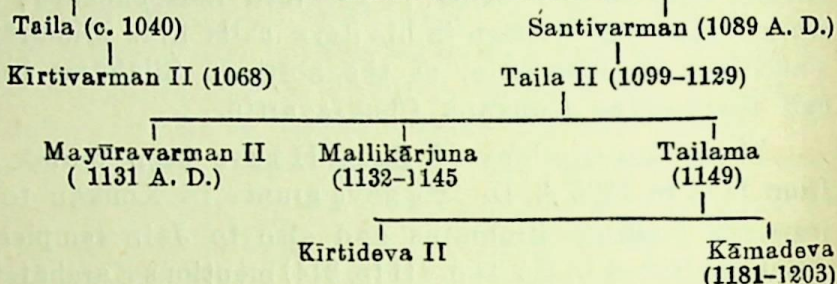 Taila (c. 1040) Santivarman (1089 A. D.)
Kīrtivarman II (1068) Taila II (1099–1129)
Mayūravarman II Mallikārjuna Tailama
( 1131 A. D.) (1132–1145 (1149)
Kīrtideva II Kāmadeva
(1181–1203)